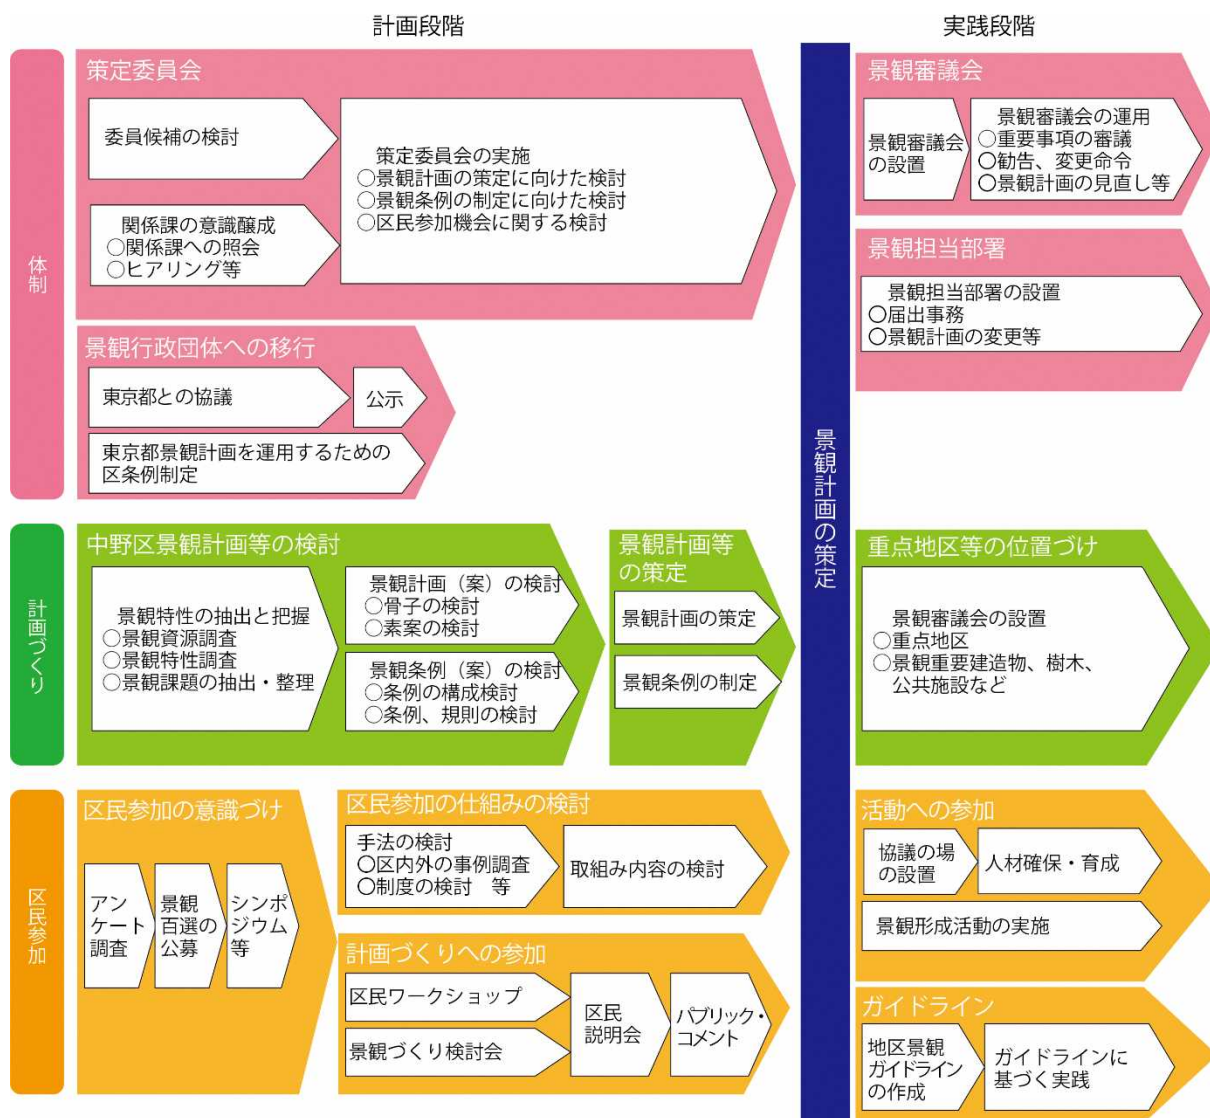 計画段階
実践段階
体制
策定委員会
委員候補の検討
関係課の意識醸成
○関係課への照会
○ヒアリング等
策定委員会の実施
○景観計画の策定に向けた検討
○景観条例の制定に向けた検討
○区民参加機会に関する検討
景観行政団体への移行
東京都との協議
公示
東京都景観計画を運用するための
区条例制定
計画づくり
中野区景観計画等の検討
景観特性の抽出と把握
○景観資源調査
○景観特性調査
○景観課題の抽出・整理
景観計画（案）の検討
○骨子の検討
○素案の検討
景観条例（案）の検討
○条例の構成検討
○条例、規則の検討
景観計画等
の策定
景観計画の策定
景観条例の制定
区民参加
区民参加の意識づけ
アン
ケート
調査
景観
百選の
公募
シンポ
ジウム
等
区民参加の仕組みの検討
手法の検討
○区内外の事例調査
○制度の検討 等
取組み内容の検討
計画づくりへの参加
区民ワークショップ
景観づくり検討会
区民
説明会
パブリック・
コメント
景観計画の策定
景観審議会
景観審議会
の設置
景観審議会の運用
○重要事項の審議
○勧告、変更命令
○景観計画の見直し等
景観担当部署
景観担当部署の設置
○届出事務
○景観計画の変更等
重点地区等の位置づけ
景観審議会の設置
○重点地区
○景観重要建造物、樹木、
公共施設など
活動への参加
協議の場
の設置
人材確保・育成
景観形成活動の実施
ガイドライン
地区景観
ガイドライン
の作成
ガイドラインに
基づく実践